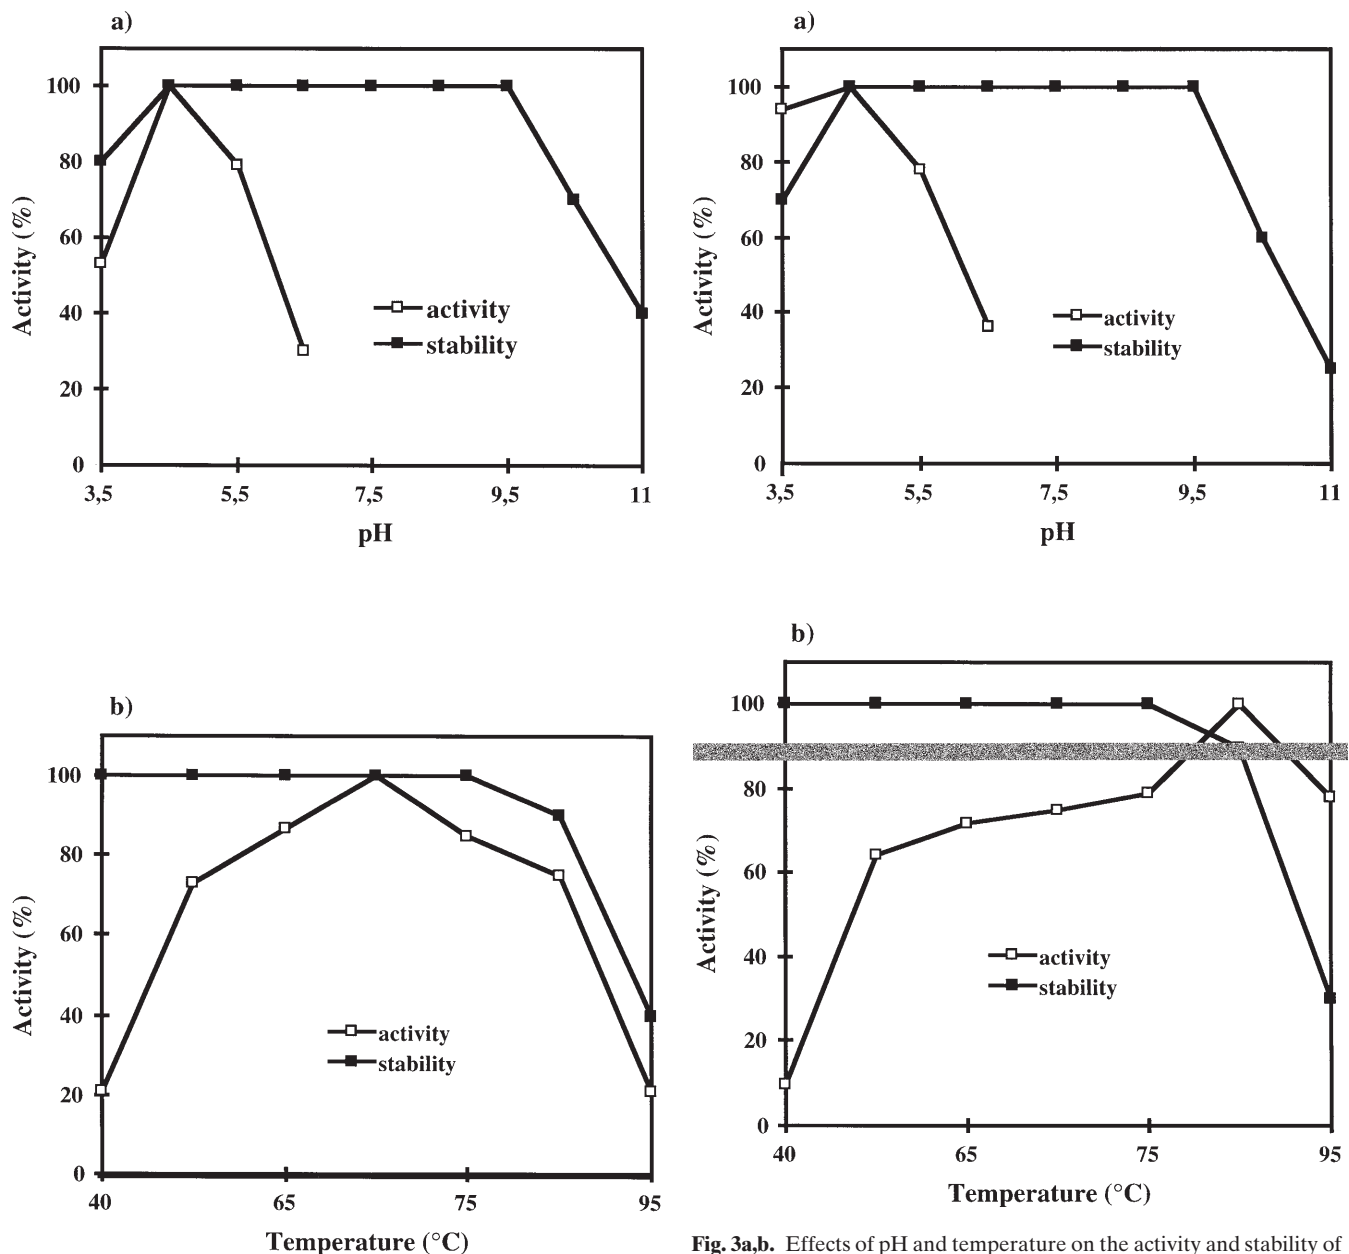 a)
100
80
60
40
20
0
3,5 5,5 7,5 9,5 11
pH
Activity (%)
activity
stability
a)
100
80
60
40
20
0
3,5 5,5 7,5 9,5 11
pH
Activity (%)
activity
stability
b)
100
80
60
40
20
0
40 65 75 95
Temperature (°C)
Activity (%)
activity
stability
b)
100
80
60
40
20
0
40 65 75 95
Temperature (°C)
Activity (%)
activity
stability
Fig. 3a,b. Effects of pH and temperature on the activity and stability of